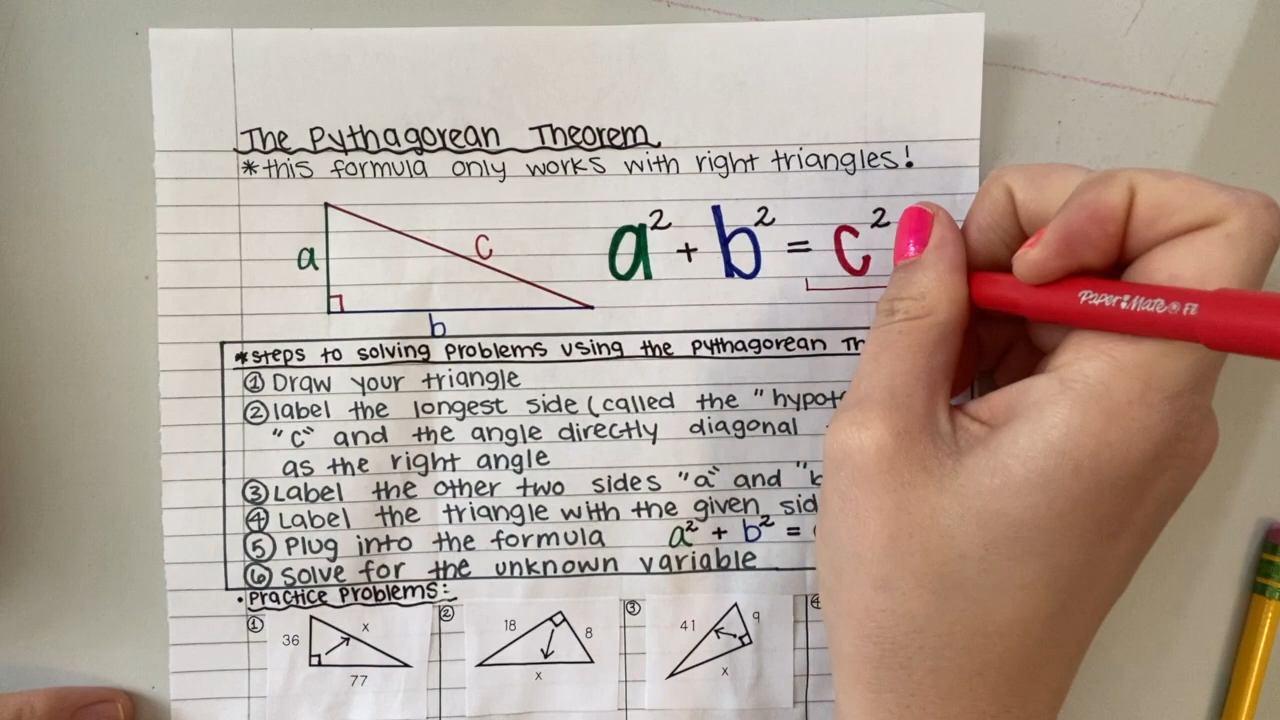 The Pythagorean Theorem
*this formula only works with right triangles!
a
c
b
a² + b² = c²
PaperMate®
*steps to solving problems using the pythagorean
① Draw your triangle
② label the longest side (called the
"c" and the angle directly diagonal
as the right angle
③ Label the other two sides "a" and
④ Label the triangle with the given
⑤ Plug into the formula a² + b² =
⑥ solve for the unknown variable
• Practice Problems:
① 36 x 77
② 18 8 x
③ 41 9 x
④